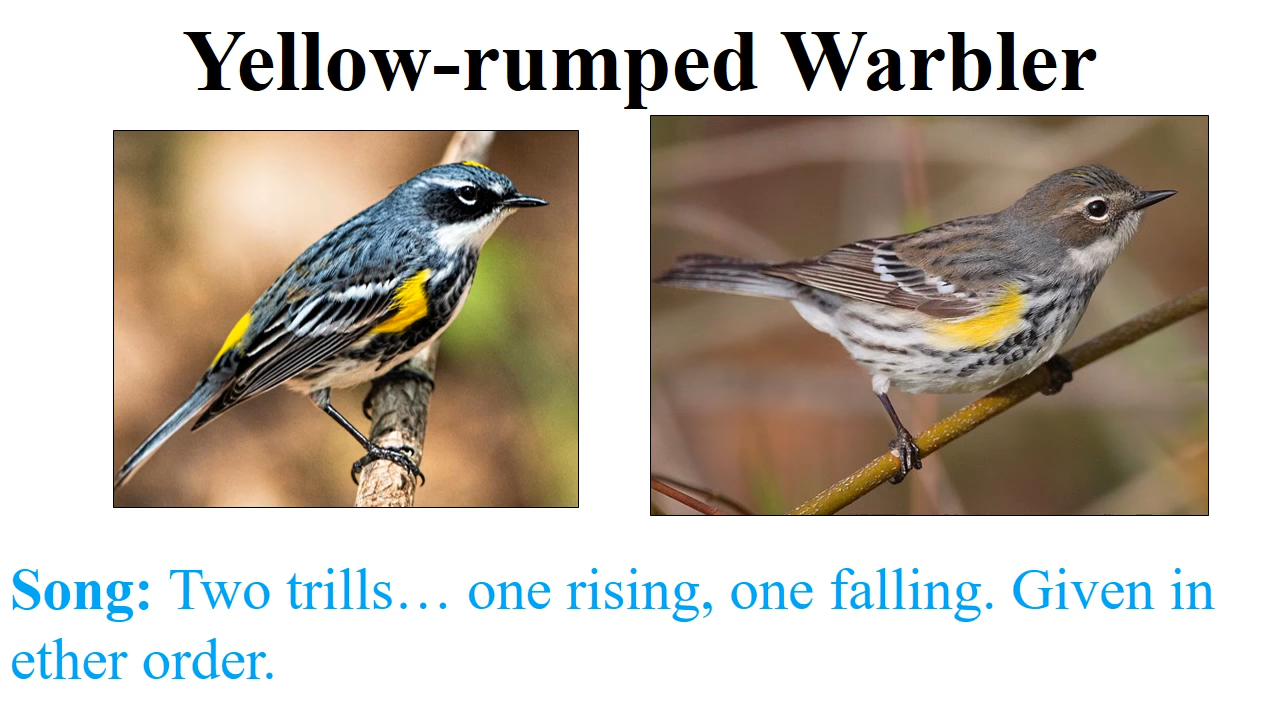 Yellow-rumped Warbler
Song: Two trills… one rising, one falling. Given in
ether order.